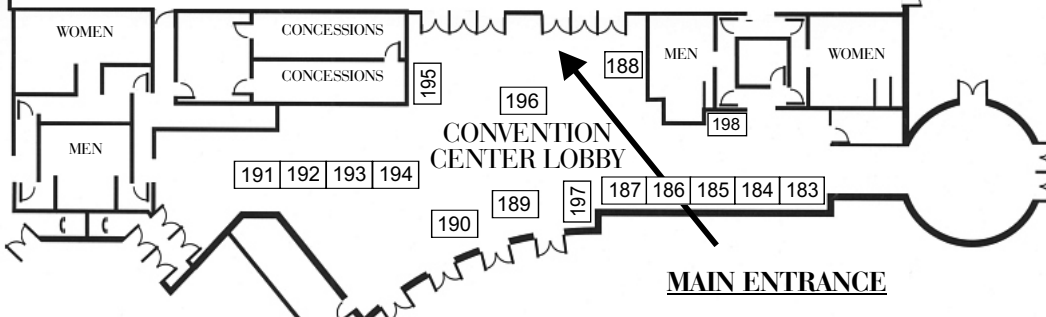 WOMEN
CONCESSIONS
MEN
WOMEN
188
CONCESSIONS
195
196
198
CONVENTION
CENTER LOBBY
MEN
191 192 193 194
187 186 185 184 183
197
189
190
MAIN ENTRANCE